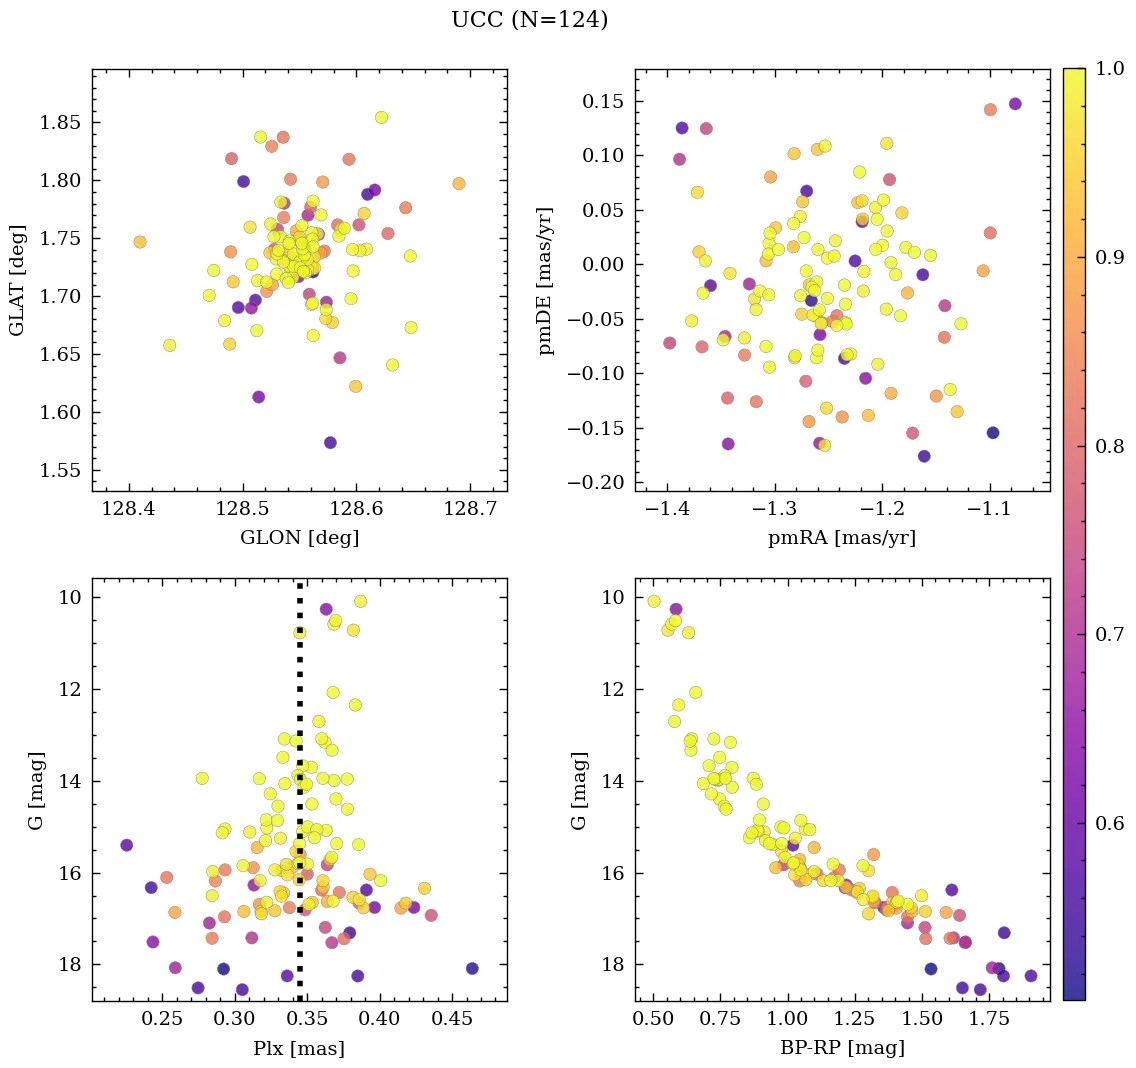 UCC (N=124)
1.85
1.80
1.75
1.70
1.65
1.60
1.55
GLAT [deg]
128.4 128.5 128.6 128.7
GLON [deg]
0.15
0.10
0.05
0.00
−0.05
−0.10
−0.15
−0.20
pmDE [mas/yr]
−1.4 −1.3 −1.2 −1.1
pmRA [mas/yr]
1.0
0.9
0.8
0.7
0.6
10
12
14
16
18
G [mag]
0.25 0.30 0.35 0.40 0.45
Plx [mas]
10
12
14
16
18
G [mag]
0.50 0.75 1.00 1.25 1.50 1.75
BP-RP [mag]